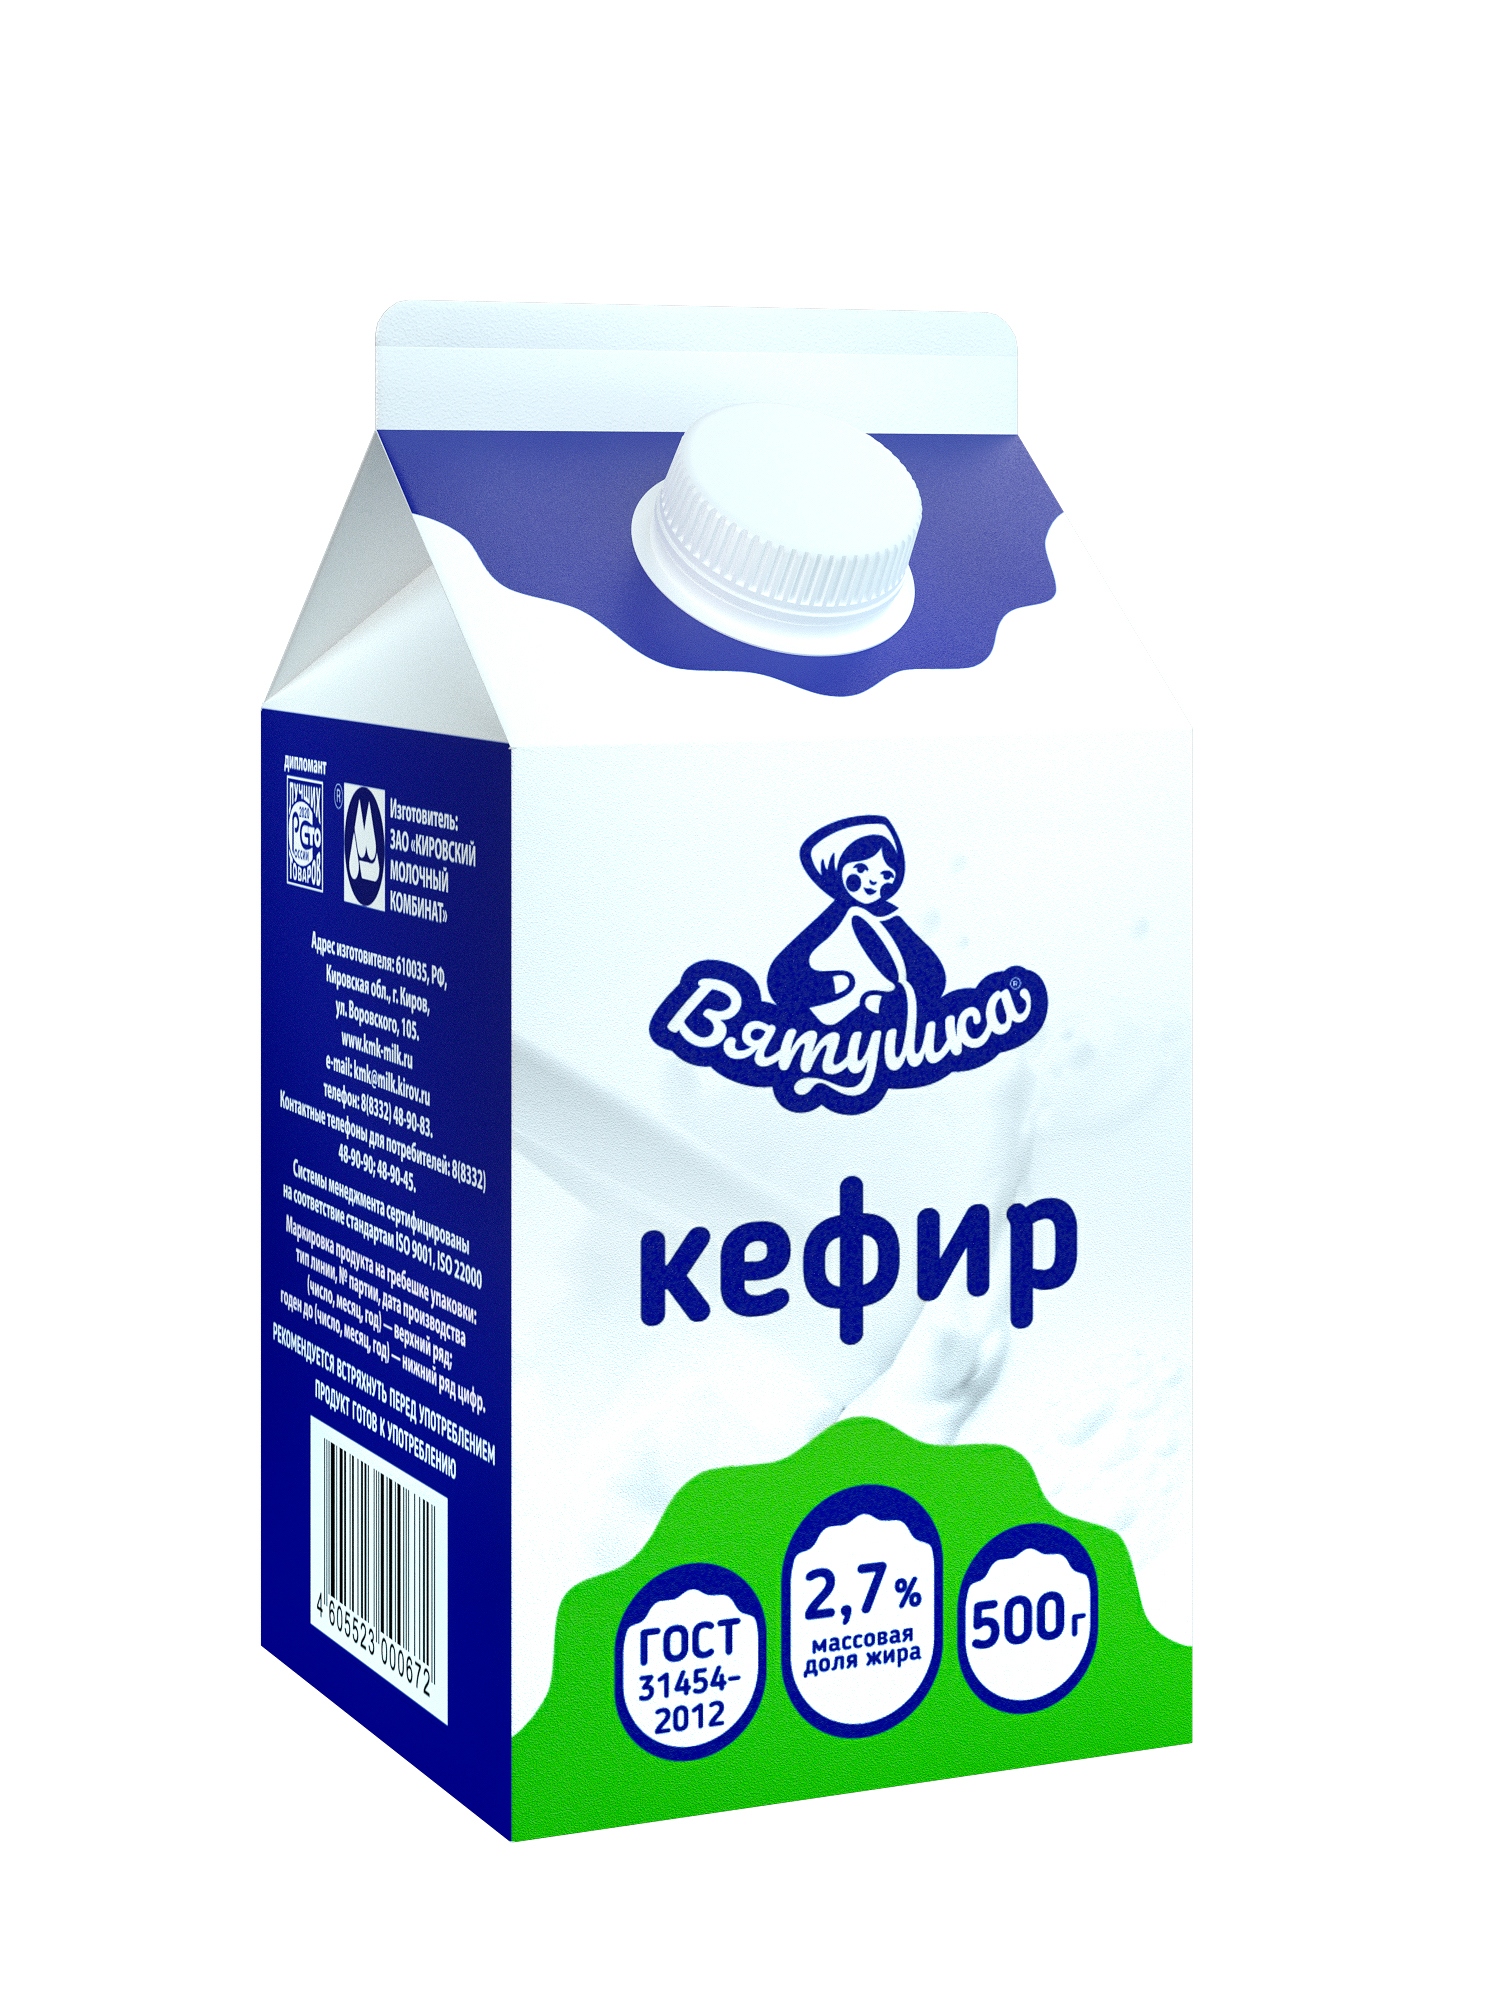 Вятушка®
кефир
ГОСТ
31454-
2012
2,7%
массовая
доля жира
500г
дипломант
ЛУЧШИХ
2020
РОССИИ
ТОВАРОВ
®
Изготовитель:
ЗАО «КИРОВСКИЙ
МОЛОЧНЫЙ
КОМБИНАТ»
Адрес изготовителя: 610035, РФ,
Кировская обл., г. Киров,
ул. Воровского, 105.
www.kmk-milk.ru
e-mail: kmk@milk.kirov.ru
телефон: 8(8332) 48-90-83.
Контактные телефоны для потребителей: 8(8332)
48-90-90; 48-90-45.
Системы менеджмента сертифицированы
на соответствие стандартам ISO 9001, ISO 22000
Маркировка продукта на гребешке упаковки:
тип линии, № партии, дата производства
(число, месяц, год) — верхний ряд;
годен до (число, месяц, год) — нижний ряд цифр.
РЕКОМЕНДУЕТСЯ ВСТРЯХНУТЬ ПЕРЕД УПОТРЕБЛЕНИЕМ
ПРОДУКТ ГОТОВ К УПОТРЕБЛЕНИЮ
4 605523 000672